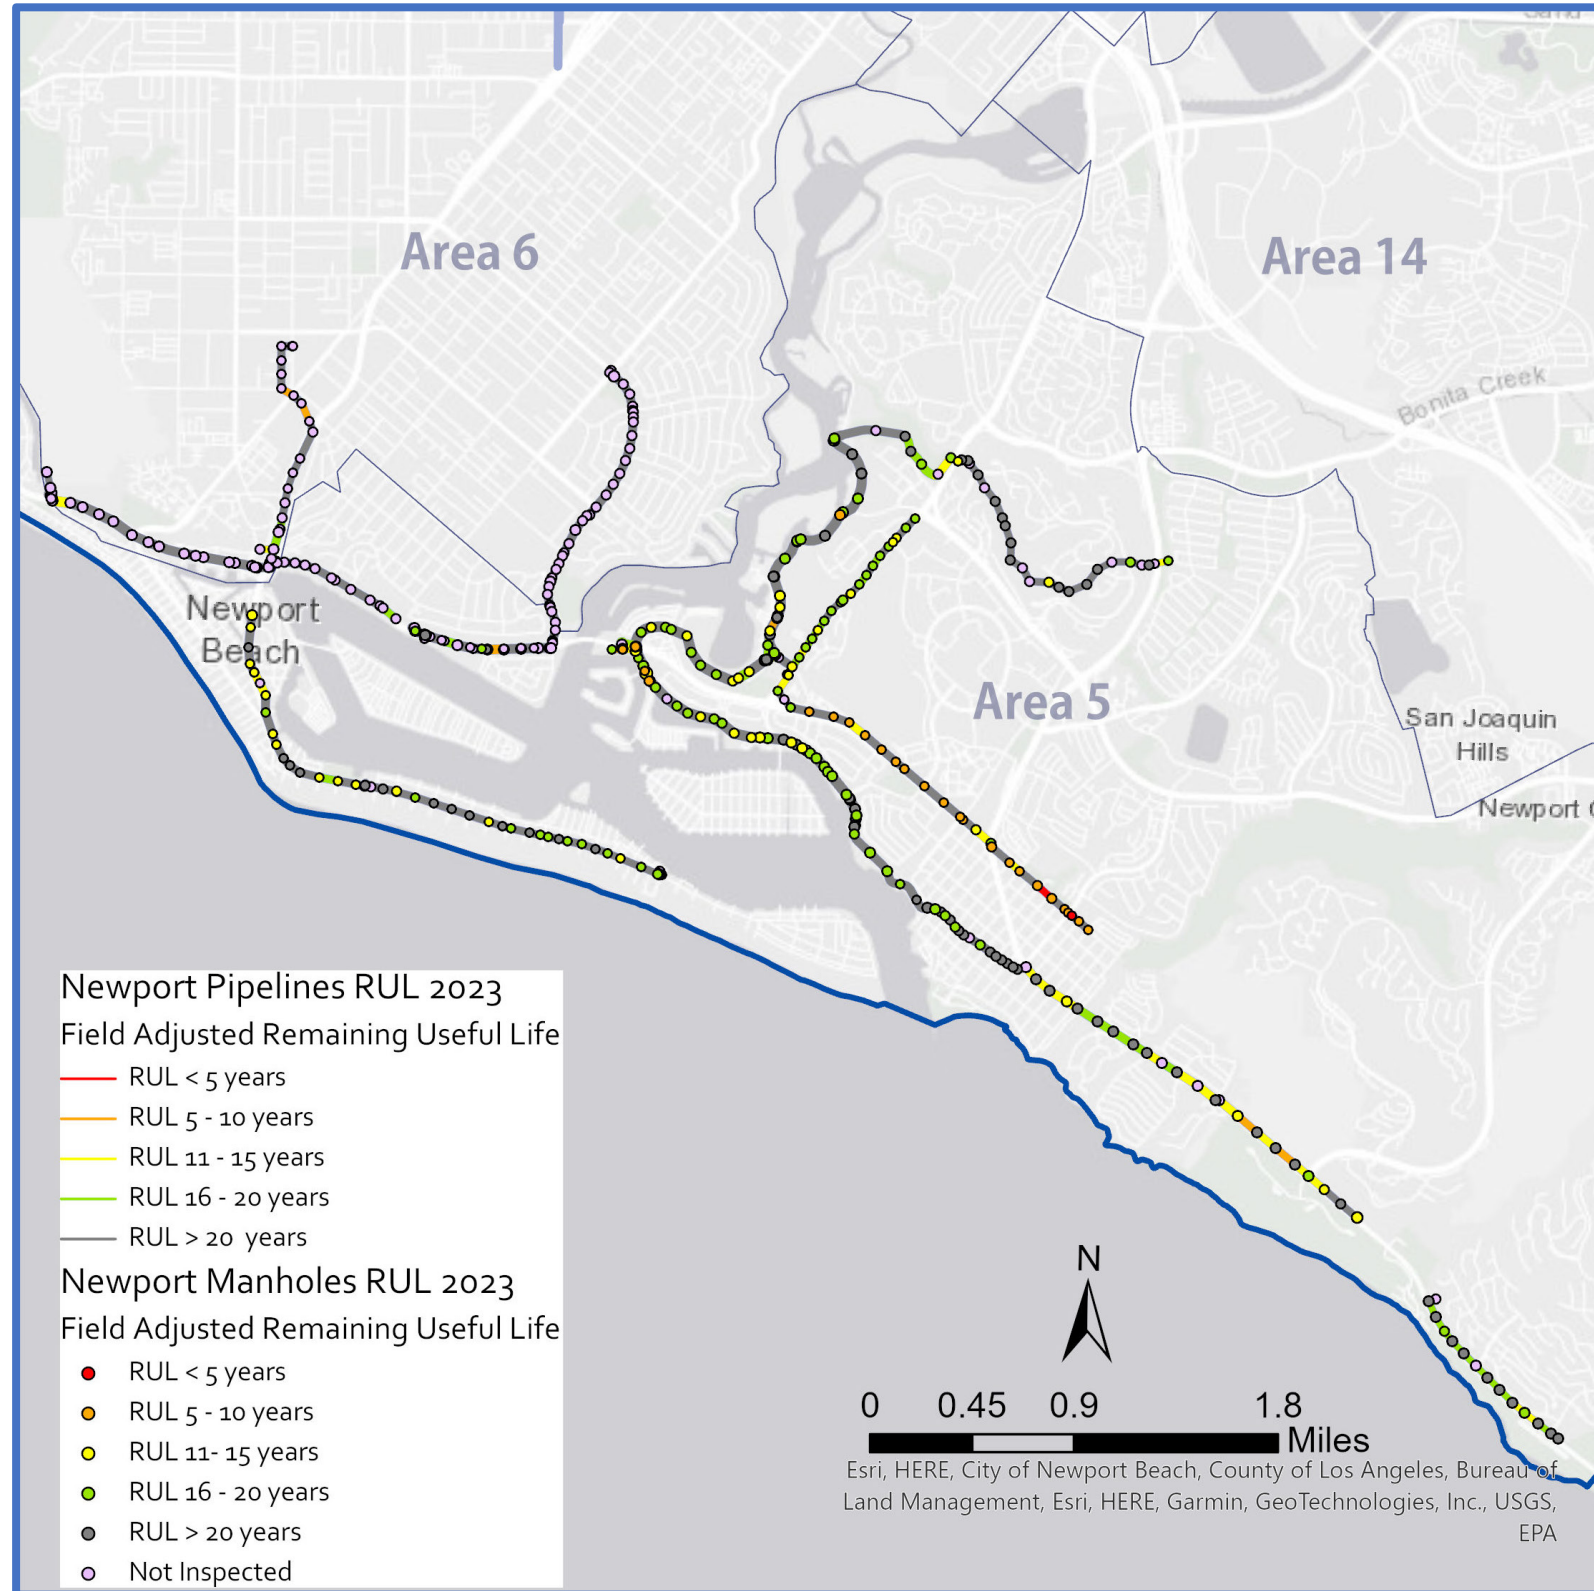 Area 6
Area 14
Bonita Creek
Newport
Beach
Area 5
San Joaquin
Hills
Newport
Newport Pipelines RUL 2023
Field Adjusted Remaining Useful Life
RUL < 5 years
RUL 5 - 10 years
RUL 11 - 15 years
RUL 16 - 20 years
RUL > 20 years
Newport Manholes RUL 2023
Field Adjusted Remaining Useful Life
RUL < 5 years
RUL 5 - 10 years
RUL 11- 15 years
RUL 16 - 20 years
RUL > 20 years
Not Inspected
N
0 0.45 0.9 1.8
Miles
Esri, HERE, City of Newport Beach, County of Los Angeles, Bureau of
Land Management, Esri, HERE, Garmin, GeoTechnologies, Inc., USGS,
EPA